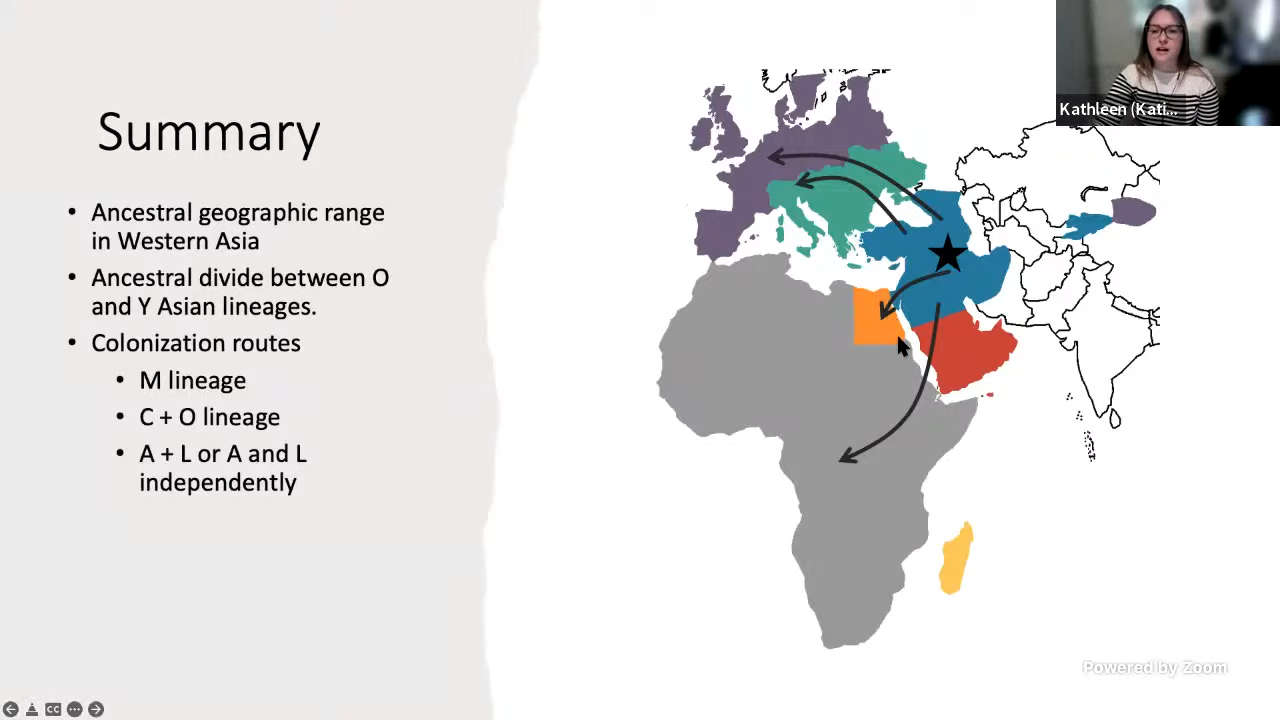 Summary
• Ancestral geographic range
in Western Asia
• Ancestral divide between O
and Y Asian lineages.
• Colonization routes
• M lineage
• C + O lineage
• A + L or A and L
independently
Kathleen (Kati...
Powered by Zoom
CC